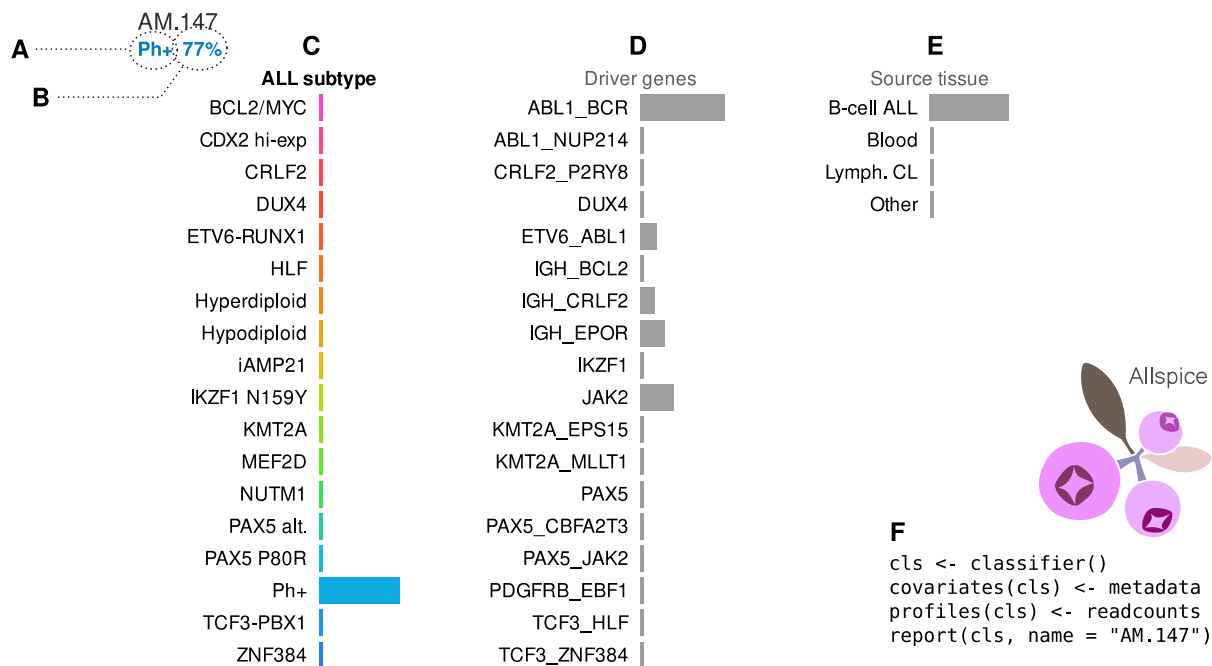 AM.147
A
Ph+ 77%
B
C
ALL subtype
BCL2/MYC
CDX2 hi-exp
CRLF2
DUX4
ETV6-RUNX1
HLF
Hyperdiploid
Hypodiploid
iAMP21
IKZF1 N159Y
KMT2A
MEF2D
NUTM1
PAX5 alt.
PAX5 P80R
Ph+
TCF3-PBX1
ZNF384
D
Driver genes
ABL1_BCR
ABL1_NUP214
CRLF2_P2RY8
DUX4
ETV6_ABL1
IGH_BCL2
IGH_CRLF2
IGH_EPOR
IKZF1
JAK2
KMT2A_EPS15
KMT2A_MLLT1
PAX5
PAX5_CBFA2T3
PAX5_JAK2
PDGFRB_EBF1
TCF3_HLF
TCF3_ZNF384
E
Source tissue
B-cell ALL
Blood
Lymph. CL
Other
Allspice
F
cls <- classifier()
covariates(cls) <- metadata
profiles(cls) <- readcounts
report(cls, name = "AM.147")